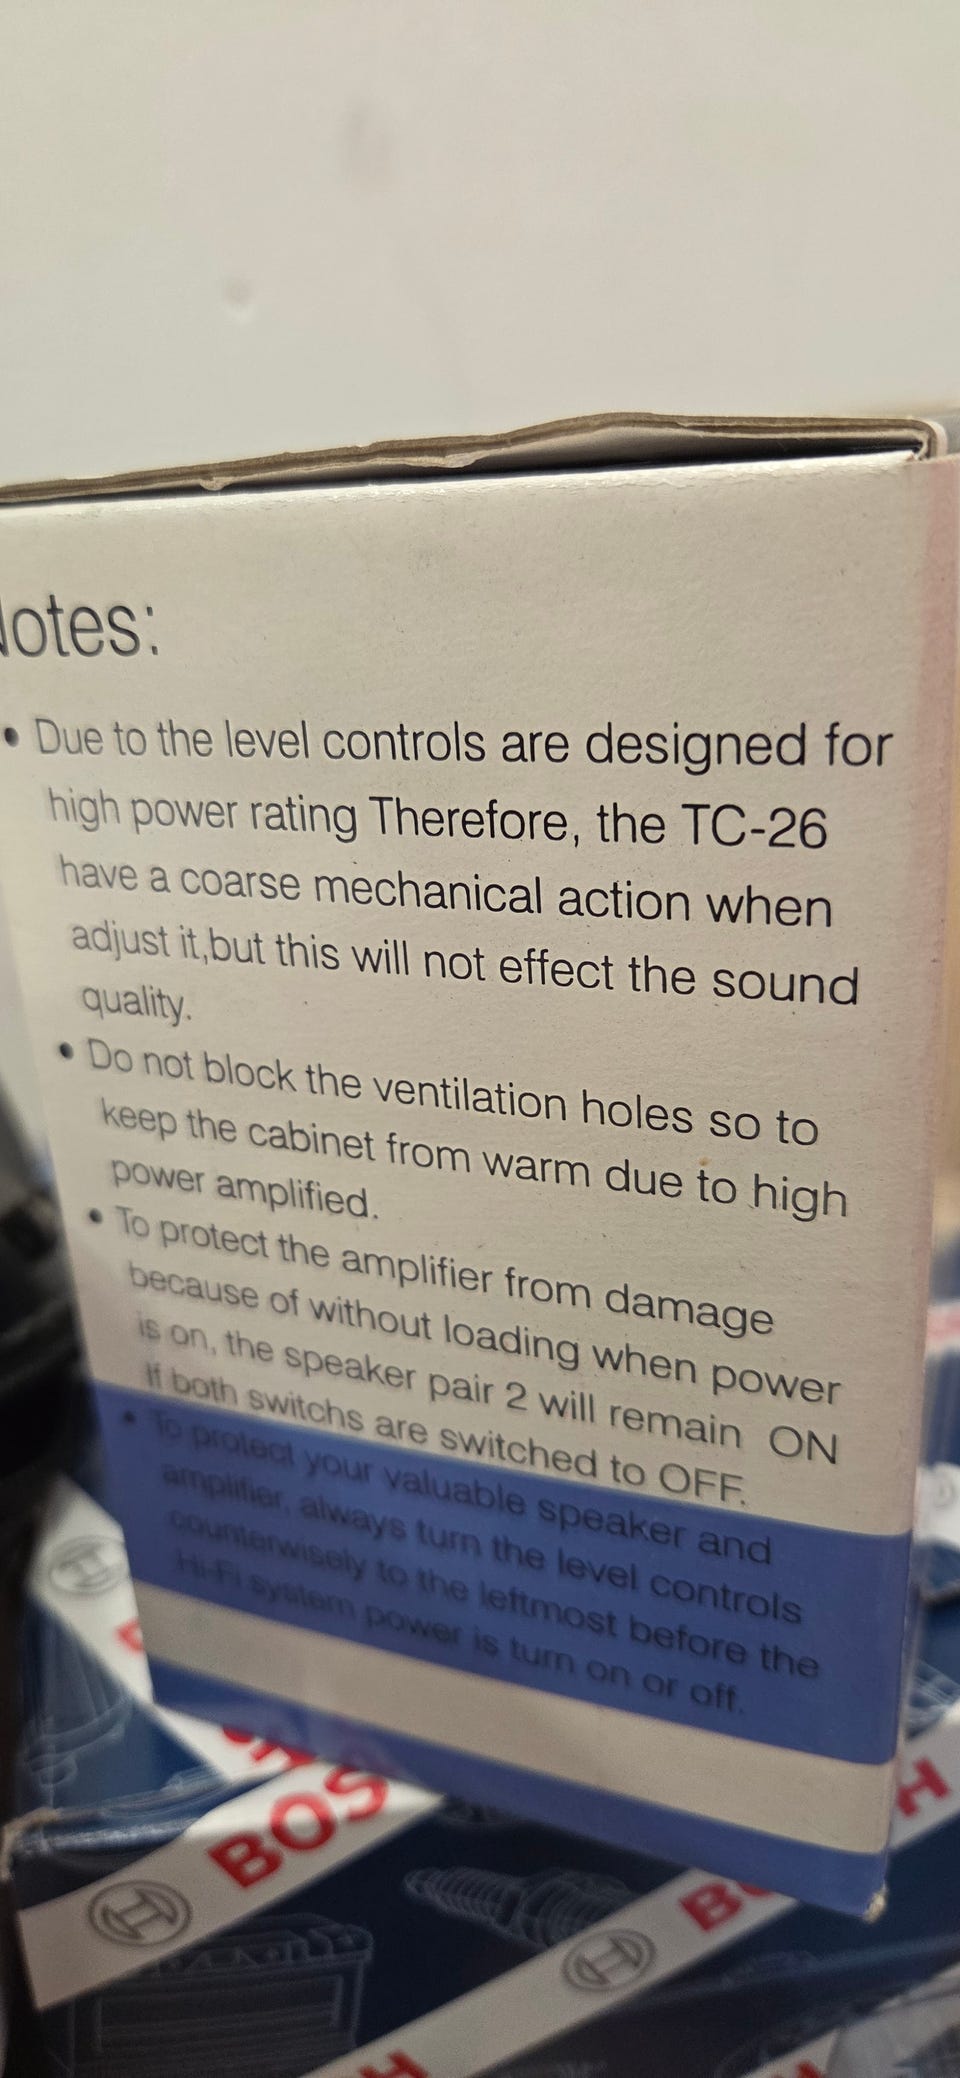 Notes:
• Due to the level controls are designed for
high power rating Therefore, the TC-26
have a coarse mechanical action when
adjust it,but this will not effect the sound
quality.
• Do not block the ventilation holes so to
keep the cabinet from warm due to high
power amplified.
• To protect the amplifier from damage
because of without loading when power
is on, the speaker pair 2 will remain ON
If both switchs are switched to OFF.
• To protect your valuable speaker and
amplifier, always turn the level controls
counterwisely to the leftmost before the
Hi-Fi system power is turn on or off.
BOS
BO
H
H